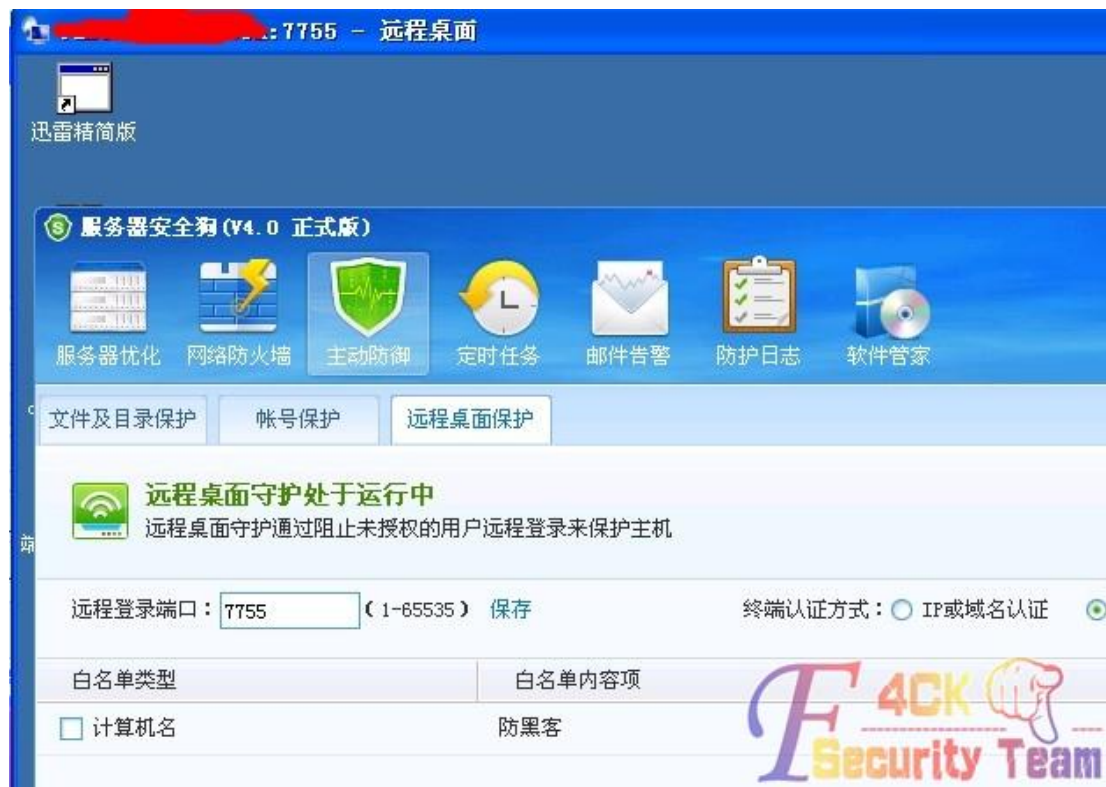 :7755 - 远程桌面
迅雷精简版
服务器安全狗(V4.0 正式版)
服务器优化 网络防火墙 主动防御 定时任务 邮件告警 防护日志 软件管家
文件及目录保护 帐号保护 远程桌面保护
远程桌面守护处于运行中
远程桌面守护通过阻止未授权的用户远程登录来保护主机
远程登录端口：7755 (1-65535) 保存 终端认证方式： IP或域名认证
白名单类型 白名单内容项
计算机名 防黑客
F4CK
Security Team